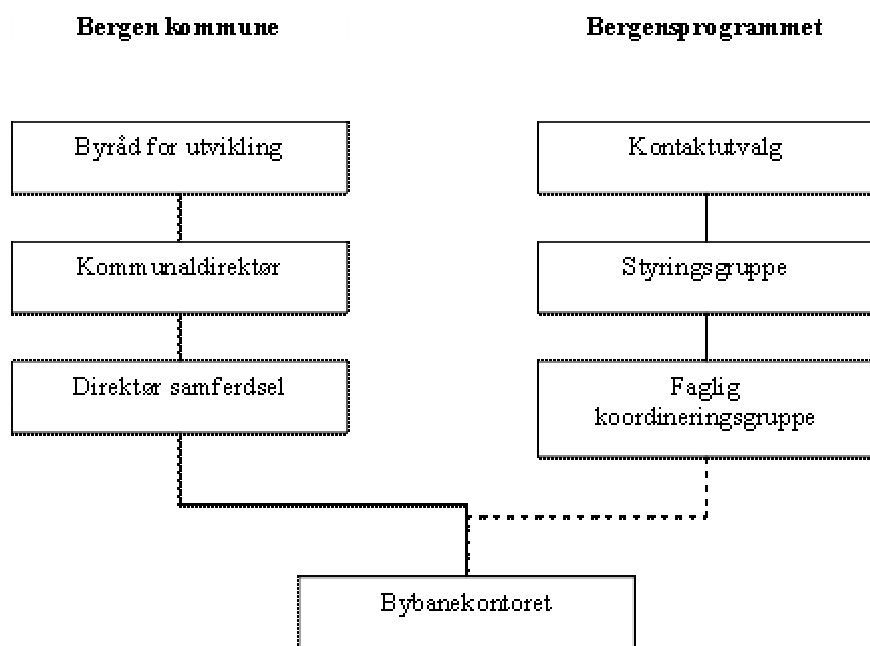 Bergen kommune
Bergensprogrammet
Byråd for utvikling
Kontaktutvalg
Kommunaldirektør
Styringsgruppe
Direktør samferdsel
Faglig
koordineringsgruppe
Bybanekontoret